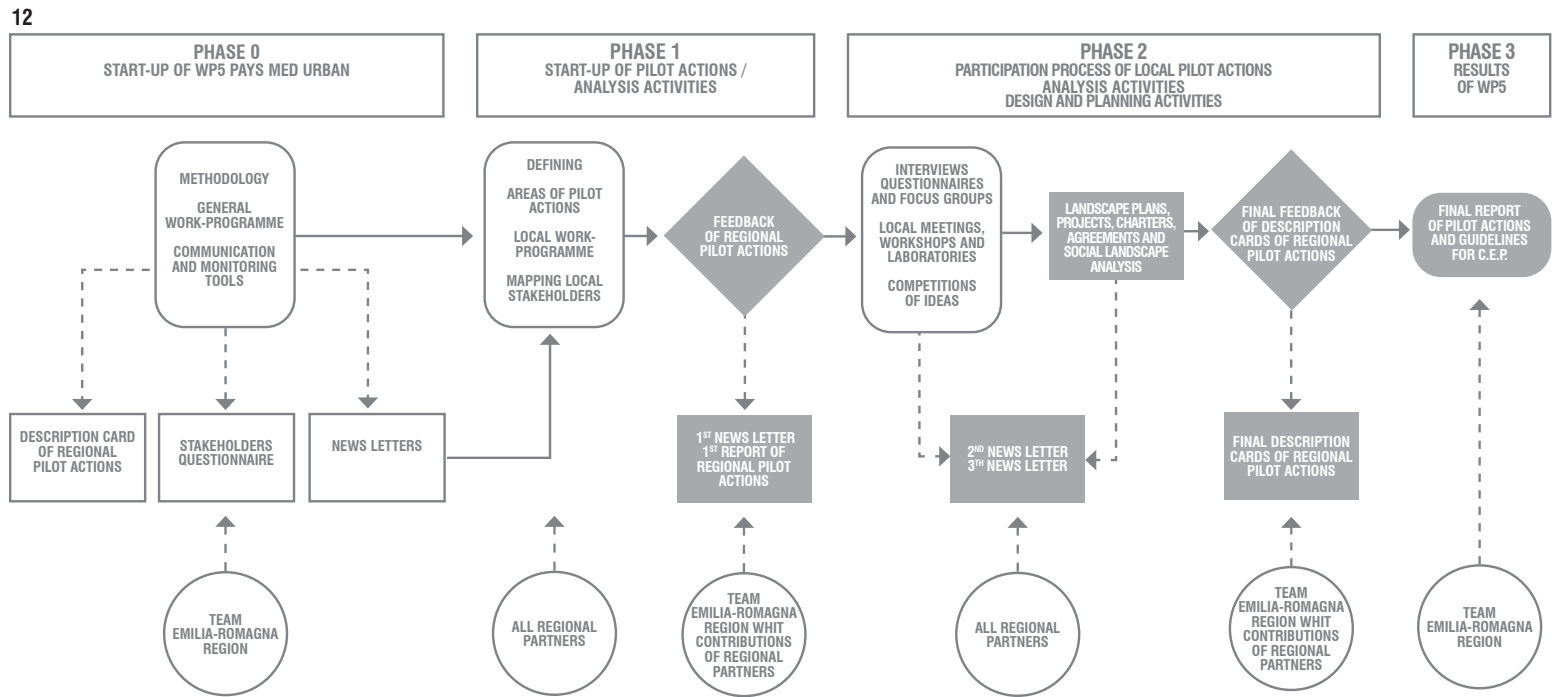 12
PHASE 0
START-UP OF WP5 PAYS MED URBAN
PHASE 1
START-UP OF PILOT ACTIONS /
ANALYSIS ACTIVITIES
PHASE 2
PARTICIPATION PROCESS OF LOCAL PILOT ACTIONS
ANALYSIS ACTIVITIES
DESIGN AND PLANNING ACTIVITIES
PHASE 3
RESULTS
OF WP5
METHODOLOGY
GENERAL
WORK-PROGRAMME
COMMUNICATION
AND MONITORING
TOOLS
DEFINING
AREAS OF PILOT
ACTIONS
LOCAL WORK-
PROGRAMME
MAPPING LOCAL
STAKEHOLDERS
FEEDBACK
OF REGIONAL
PILOT ACTIONS
INTERVIEWS
QUESTIONNAIRES
AND FOCUS GROUPS
LOCAL MEETINGS,
WORKSHOPS AND
LABORATORIES
COMPETITIONS
OF IDEAS
LANDSCAPE PLANS,
PROJECTS, CHARTERS,
AGREEMENTS AND
SOCIAL LANDSCAPE
ANALYSIS
FINAL FEEDBACK
OF DESCRIPTION
CARDS OF REGIONAL
PILOT ACTIONS
FINAL REPORT
OF PILOT ACTIONS
AND GUIDELINES
FOR C.E.P.
DESCRIPTION CARD
OF REGIONAL
PILOT ACTIONS
STAKEHOLDERS
QUESTIONNAIRE
NEWS LETTERS
1ST NEWS LETTER
1ST REPORT OF
REGIONAL PILOT
ACTIONS
2ND NEWS LETTER
3TH NEWS LETTER
FINAL DESCRIPTION
CARDS OF REGIONAL
PILOT ACTIONS
TEAM
EMILIA-ROMAGNA
REGION
ALL REGIONAL
PARTNERS
TEAM
EMILIA-ROMAGNA
REGION WHIT
CONTRIBUTIONS
OF REGIONAL
PARTNERS
ALL REGIONAL
PARTNERS
TEAM
EMILIA-ROMAGNA
REGION WHIT
CONTRIBUTIONS
OF REGIONAL
PARTNERS
TEAM
EMILIA-ROMAGNA
REGION